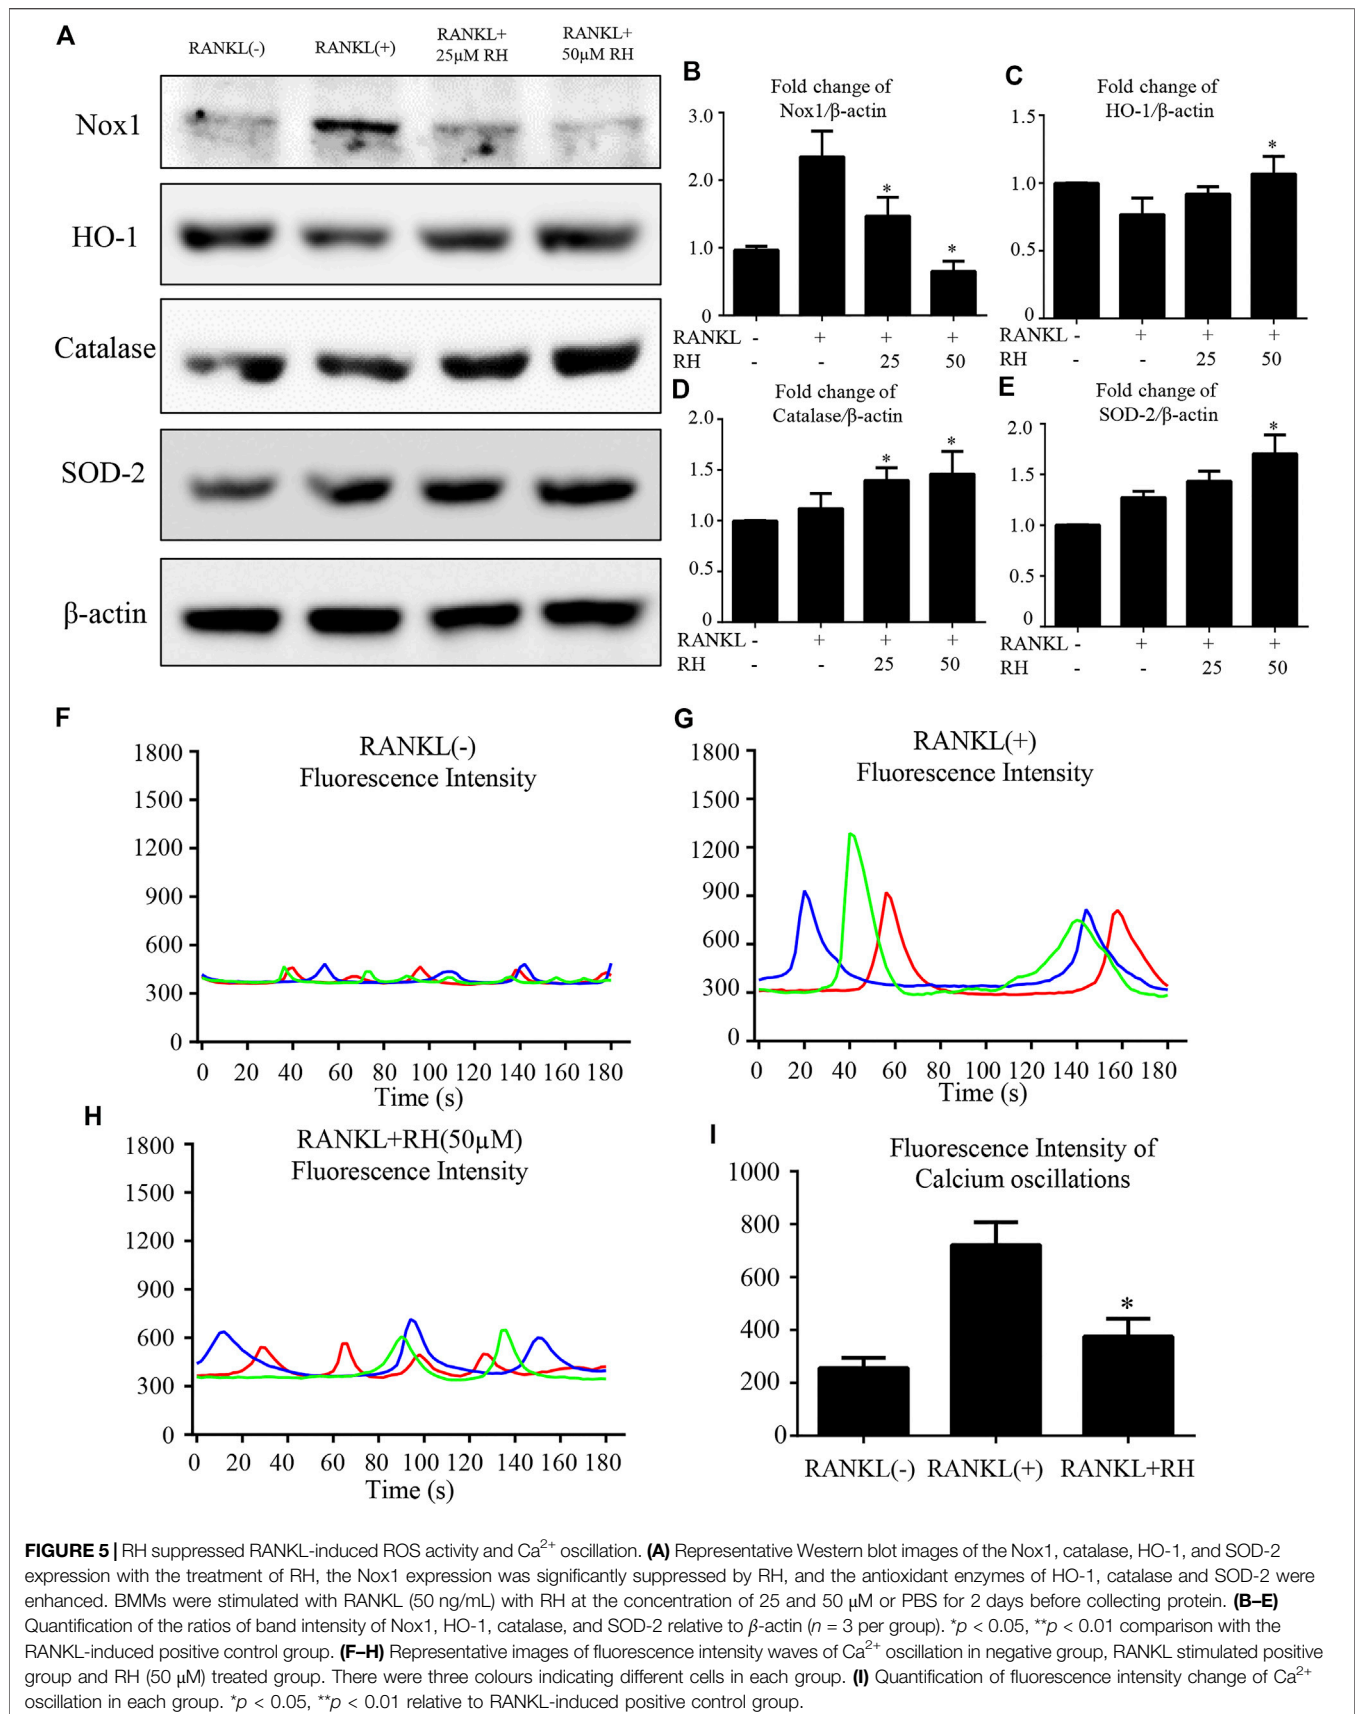 A
RANKL(-)
RANKL(+)
RANKL+
25µM RH
RANKL+
50µM RH
Nox1
HO-1
Catalase
SOD-2
β-actin
B
Fold change of
Nox1/β-actin
3.0
2.0
1.0
0
*
*
RANKL - + + +
RH - - 25 50
C
Fold change of
HO-1/β-actin
1.5
1.0
0.5
0
*
RANKL - + + +
RH - - 25 50
D
Fold change of
Catalase/β-actin
2.0
1.5
1.0
0.5
0
*
*
RANKL - + + +
RH - - 25 50
E
Fold change of
SOD-2/β-actin
2.0
1.5
1.0
0.5
0
*
RANKL - + + +
RH - - 25 50
F
RANKL(-)
Fluorescence Intensity
1800
1500
1200
900
600
300
0
0 20 40 60 80 100 120 140 160 180
Time (s)
G
RANKL(+)
Fluorescence Intensity
1800
1500
1200
900
600
300
0
0 20 40 60 80 100 120 140 160 180
Time (s)
H
RANKL+RH(50µM)
Fluorescence Intensity
1800
1500
1200
900
600
300
0
0 20 40 60 80 100 120 140 160 180
Time (s)
I
Fluorescence Intensity of
Calcium oscillations
1000
800
600
400
200
0
*
RANKL(-) RANKL(+) RANKL+RH
FIGURE 5 | RH suppressed RANKL-induced ROS activity and Ca²⁺ oscillation. (A) Representative Western blot images of the Nox1, catalase, HO-1, and SOD-2
expression with the treatment of RH, the Nox1 expression was significantly suppressed by RH, and the antioxidant enzymes of HO-1, catalase and SOD-2 were
enhanced. BMMs were stimulated with RANKL (50 ng/mL) with RH at the concentration of 25 and 50 µM or PBS for 2 days before collecting protein. (B–E)
Quantification of the ratios of band intensity of Nox1, HO-1, catalase, and SOD-2 relative to β-actin (n = 3 per group). *p < 0.05, **p < 0.01 comparison with the
RANKL-induced positive control group. (F–H) Representative images of fluorescence intensity waves of Ca²⁺ oscillation in negative group, RANKL stimulated positive
group and RH (50 µM) treated group. There were three colours indicating different cells in each group. (I) Quantification of fluorescence intensity change of Ca²⁺
oscillation in each group. *p < 0.05, **p < 0.01 relative to RANKL-induced positive control group.